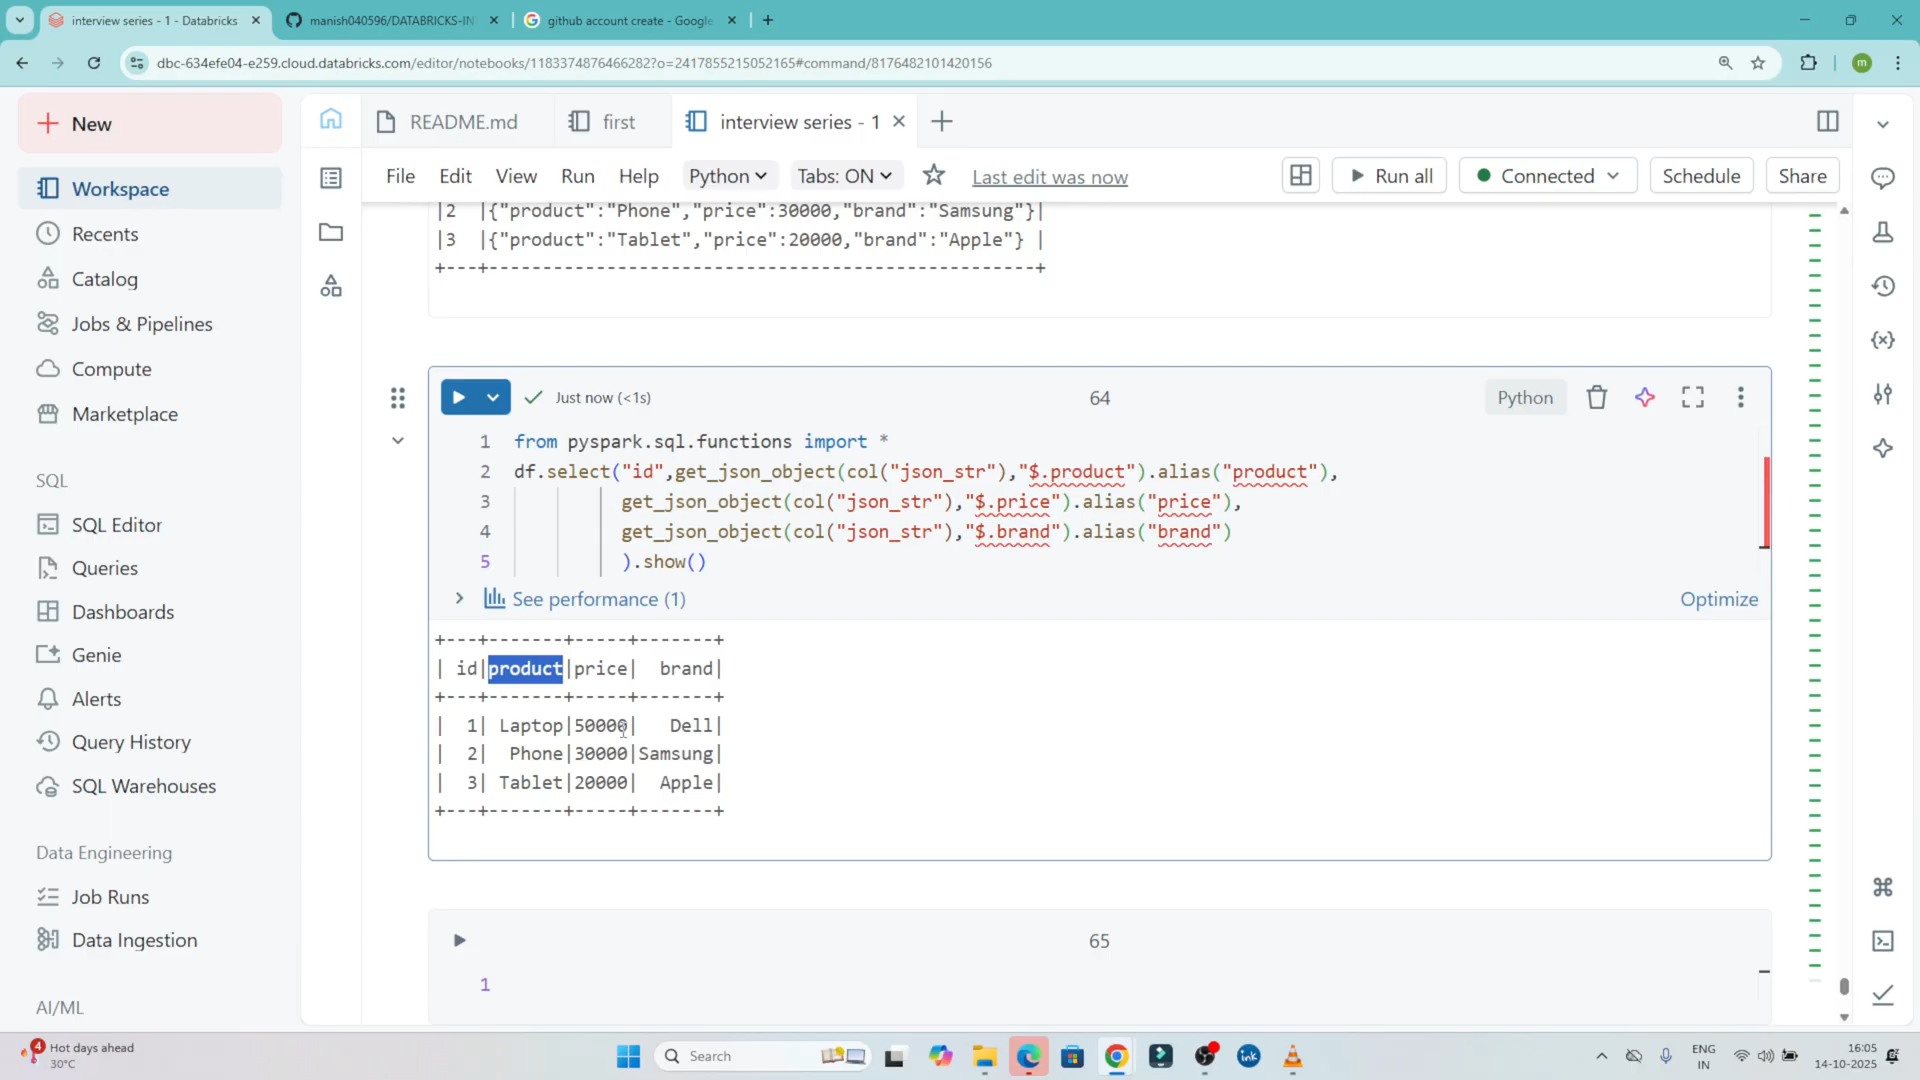 interview series - 1 - Databricks
manish040596/DATABRICKS-IN
github account create - Google
dbc-634efe04-e259.cloud.databricks.com/editor/notebooks/1183374876466282?o=2417855215052165#command/8176482101420156
m
New
README.md
first
interview series - 1
Workspace
File Edit View Run Help Python Tabs: ON Last edit was now Run all Connected Schedule Share
|2 |{"product":"Phone","price":30000,"brand":"Samsung"}|
|3 |{"product":"Tablet","price":20000,"brand":"Apple"} |
+---+----------------------------------------------------+
Recents
Catalog
Jobs & Pipelines
Compute
Marketplace
SQL
SQL Editor
Queries
Dashboards
Genie
Alerts
Query History
SQL Warehouses
Data Engineering
Job Runs
Data Ingestion
AI/ML
Just now (<1s) 64 Python
1 from pyspark.sql.functions import *
2 df.select("id",get_json_object(col("json_str"),"$.product").alias("product"),
3 get_json_object(col("json_str"),"$.price").alias("price"),
4 get_json_object(col("json_str"),"$.brand").alias("brand")
5 ).show()
See performance (1) Optimize
+---+-------+-----+-------+
| id|product|price|  brand|
+---+-------+-----+-------+
|  1| Laptop|50000|   Dell|
|  2|  Phone|30000|Samsung|
|  3| Tablet|20000|  Apple|
+---+-------+-----+-------+
65
1
4
Hot days ahead
30°C
Search
ink
ENG
IN
16:05
14-10-2025